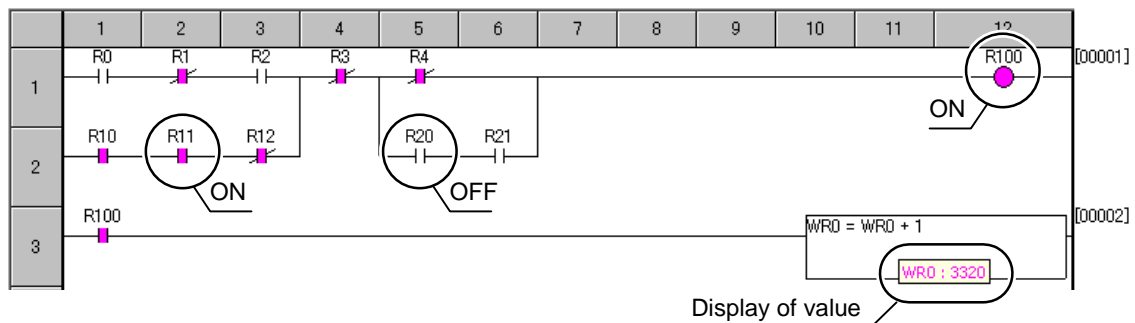 1 2 3 4 5 6 7 8 9 10 11 12
R0 R1 R2 R3 R4 R100 [00001]
1
ON
R10 R11 R12 R20 R21
2
ON OFF
R100 [00002]
WR0 = WR0 + 1
3
WR0 : 3320
Display of value